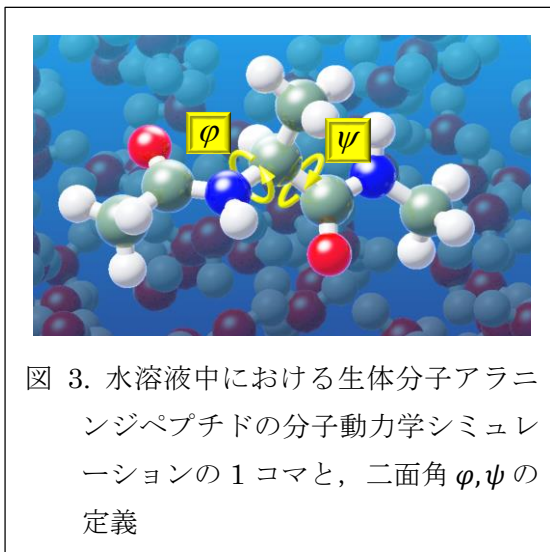 φ
ψ
図 3. 水溶液中における生体分子アラニ
ンジペプチドの分子動力学シミュレ
ーションの 1 コマと，二面角 φ,ψ の
定義